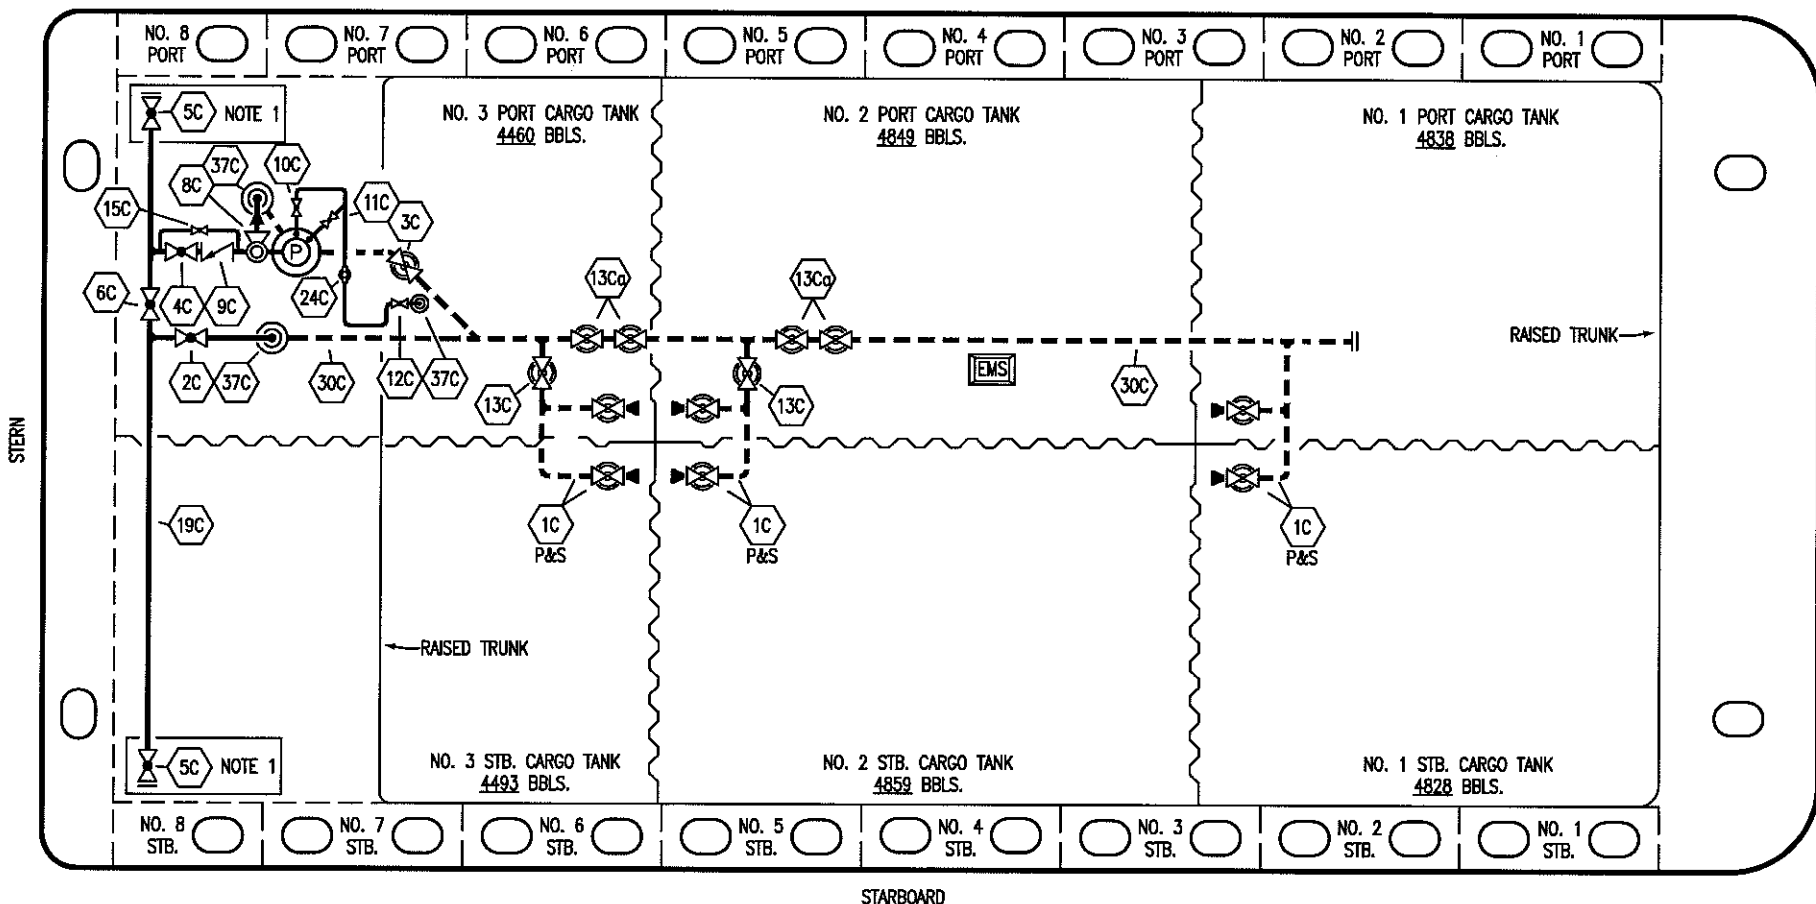 NO. 8
PORT
NO. 7
PORT
NO. 6
PORT
NO. 5
PORT
NO. 4
PORT
NO. 3
PORT
NO. 2
PORT
NO. 1
PORT
5C
NOTE 1
NO. 3 PORT CARGO TANK
4460 BBLS.
NO. 2 PORT CARGO TANK
4849 BBLS.
NO. 1 PORT CARGO TANK
4838 BBLS.
37C
10C
8C
15C
11C
3C
P
6C
4C
9C
24C
13Ca
13Ca
RAISED TRUNK
2C
37C
30C
12C
37C
13C
13C
EMS
30C
STERN
19C
1C
P&S
1C
P&S
1C
P&S
RAISED TRUNK
5C
NOTE 1
NO. 3 STB. CARGO TANK
4493 BBLS.
NO. 2 STB. CARGO TANK
4859 BBLS.
NO. 1 STB. CARGO TANK
4828 BBLS.
NO. 8
STB.
NO. 7
STB.
NO. 6
STB.
NO. 5
STB.
NO. 4
STB.
NO. 3
STB.
NO. 2
STB.
NO. 1
STB.
STARBOARD